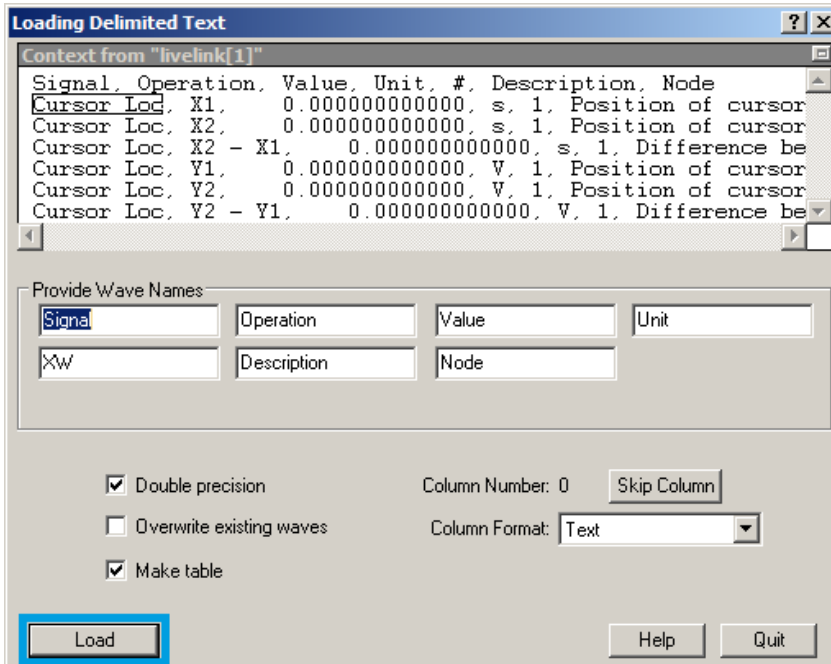 Loading Delimited Text
Context from "livelink[1]"
Signal, Operation, Value, Unit, #, Description, Node
Cursor Loc, X1, 0.000000000000, s, 1, Position of cursor
Cursor Loc, X2, 0.000000000000, s, 1, Position of cursor
Cursor Loc, X2 - X1, 0.000000000000, s, 1, Difference be
Cursor Loc, Y1, 0.000000000000, V, 1, Position of cursor
Cursor Loc, Y2, 0.000000000000, V, 1, Position of cursor
Cursor Loc, Y2 - Y1, 0.000000000000, V, 1, Difference be
Provide Wave Names
Signal Operation Value Unit
XW Description Node
Double precision Column Number: 0 Skip Column
Overwrite existing waves Column Format: Text
Make table
Load Help Quit